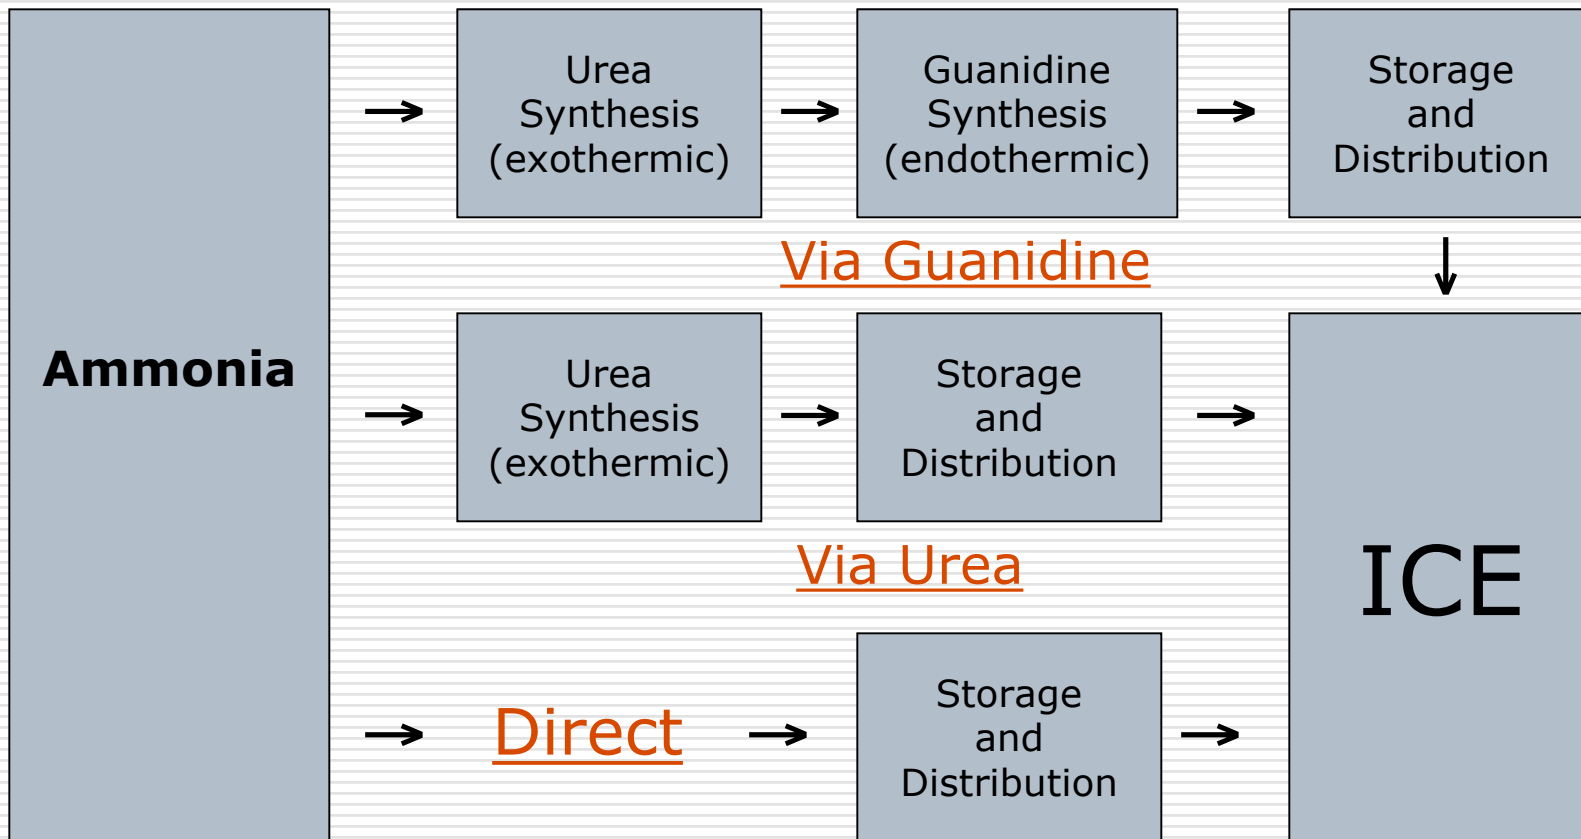 Ammonia
Urea
Synthesis
(exothermic)
Guanidine
Synthesis
(endothermic)
Storage
and
Distribution
Via Guanidine
Urea
Synthesis
(exothermic)
Storage
and
Distribution
Via Urea
ICE
Direct
Storage
and
Distribution